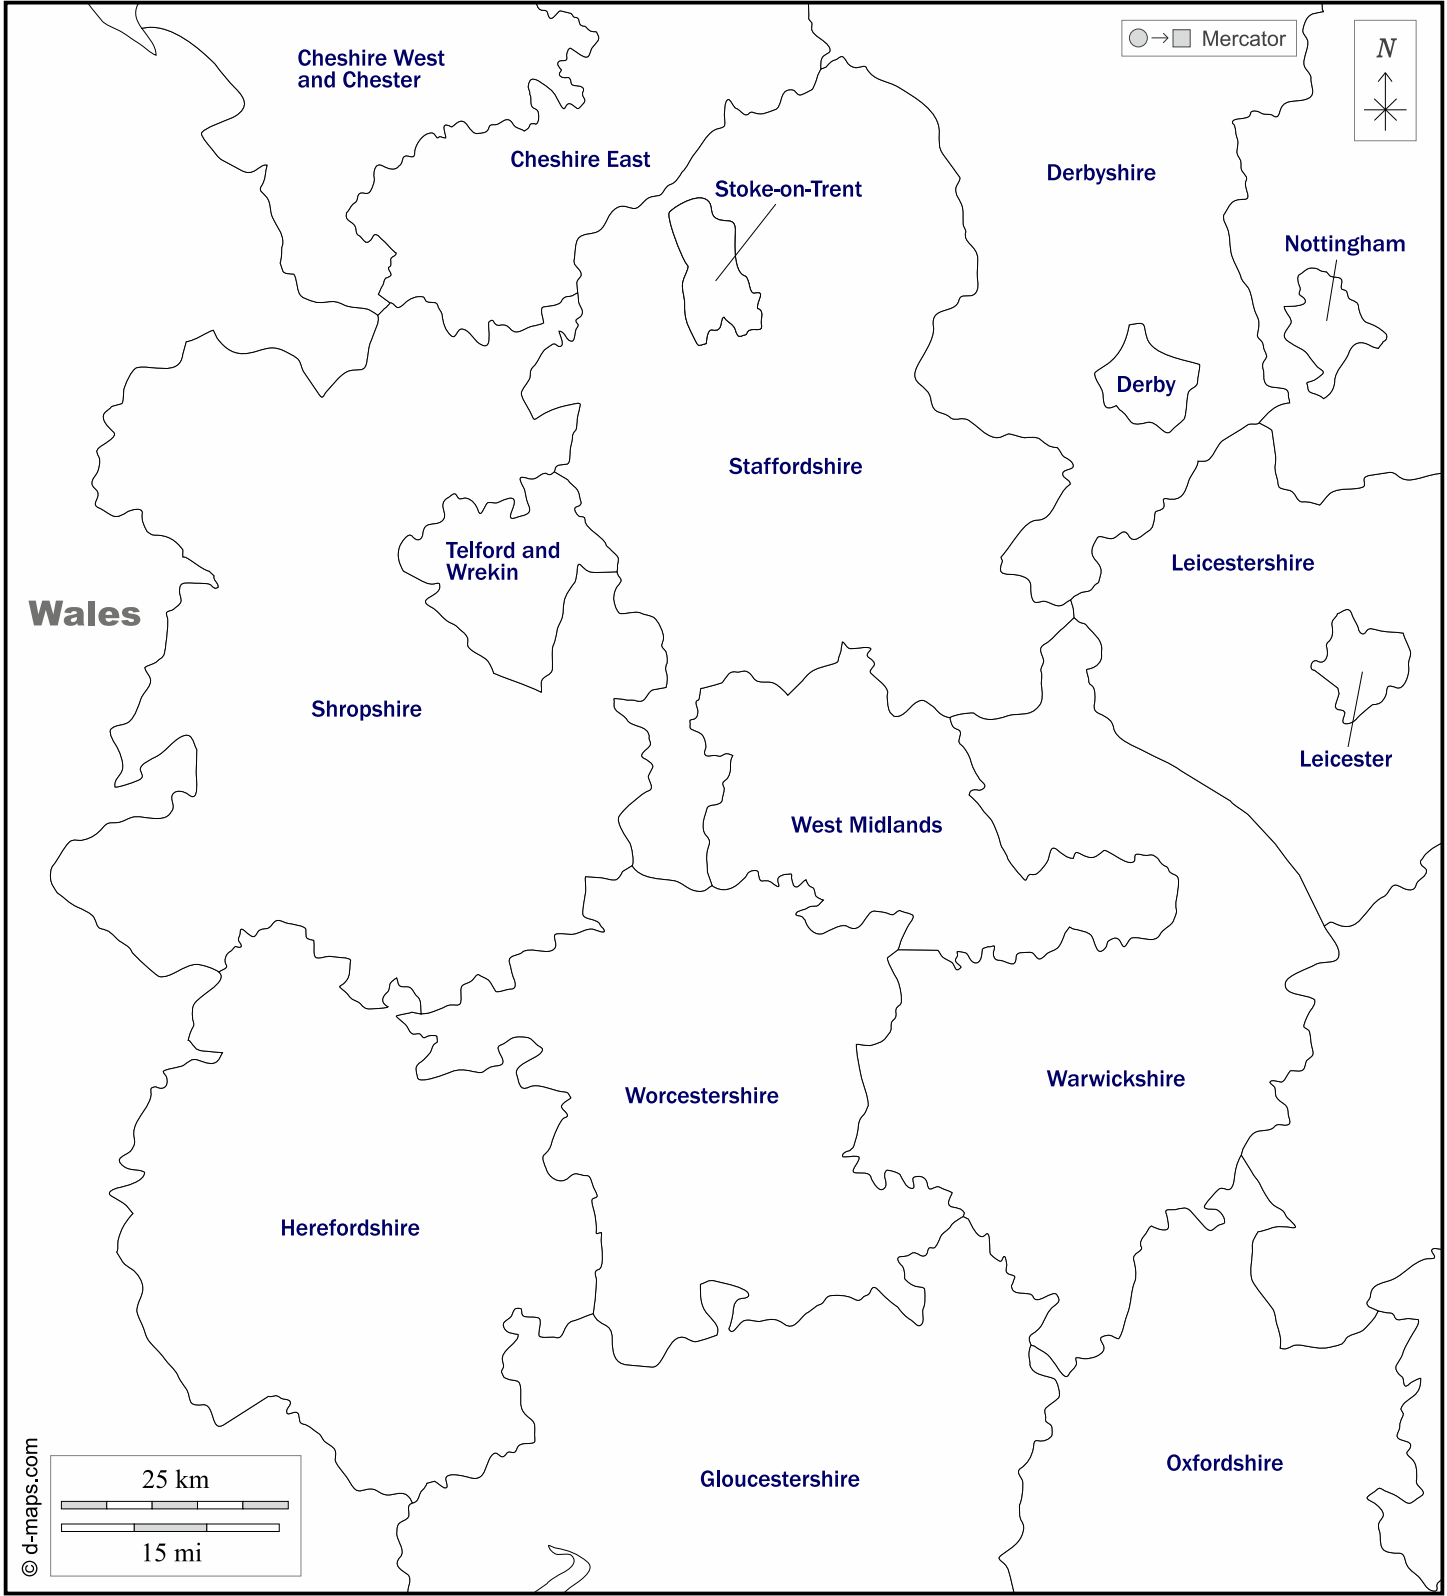 Cheshire West
and Chester
Mercator
N
Cheshire East
Derbyshire
Stoke-on-Trent
Nottingham
Derby
Staffordshire
Telford and
Wrekin
Leicestershire
Wales
Shropshire
Leicester
West Midlands
Warwickshire
Worcestershire
Herefordshire
Oxfordshire
Gloucestershire
25 km
15 mi
© d-maps.com